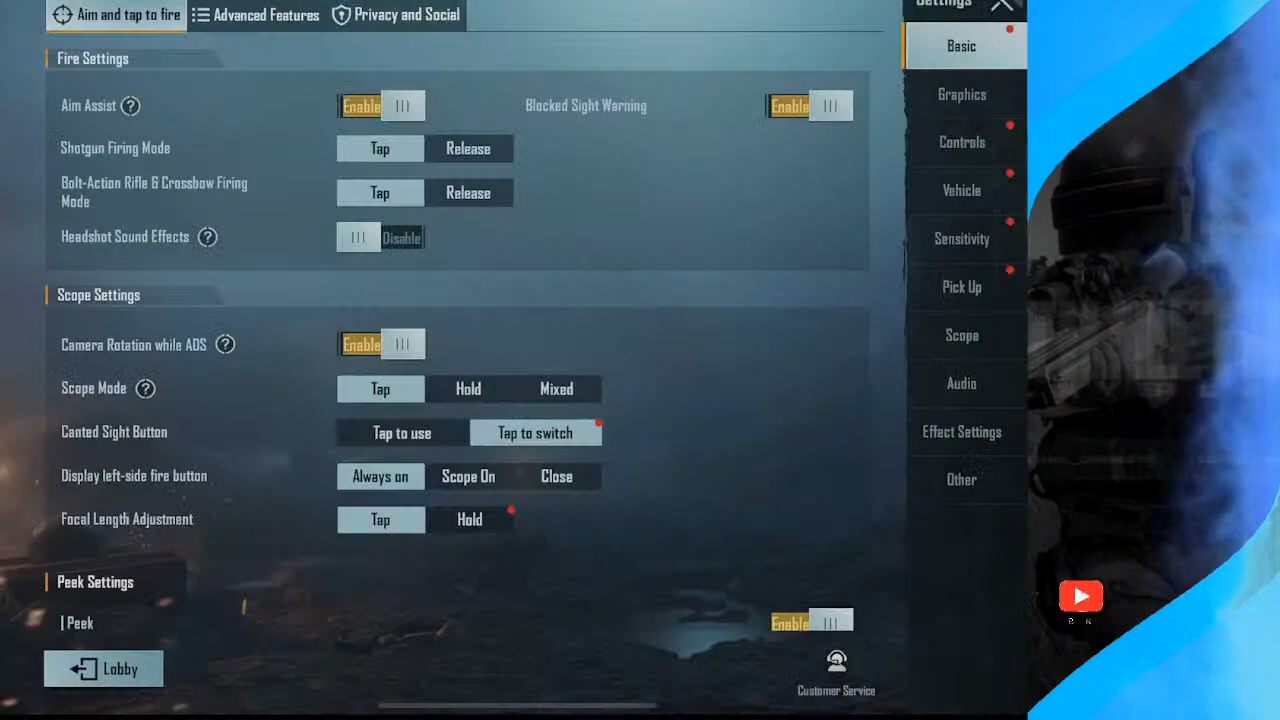 Aim and tap to fire
Advanced Features
Privacy and Social
Settings
Fire Settings
Aim Assist ?
Enable
Blocked Sight Warning
Enable
Shotgun Firing Mode
Tap
Release
Bolt-Action Rifle & Crossbow Firing
Mode
Tap
Release
Headshot Sound Effects ?
Disable
Scope Settings
Camera Rotation while ADS ?
Enable
Scope Mode ?
Tap
Hold
Mixed
Canted Sight Button
Tap to use
Tap to switch
Display left-side fire button
Always on
Scope On
Close
Focal Length Adjustment
Tap
Hold
Peek Settings
Peek
Enable
Lobby
Customer Service
Basic
Graphics
Controls
Vehicle
Sensitivity
Pick Up
Scope
Audio
Effect Settings
Other